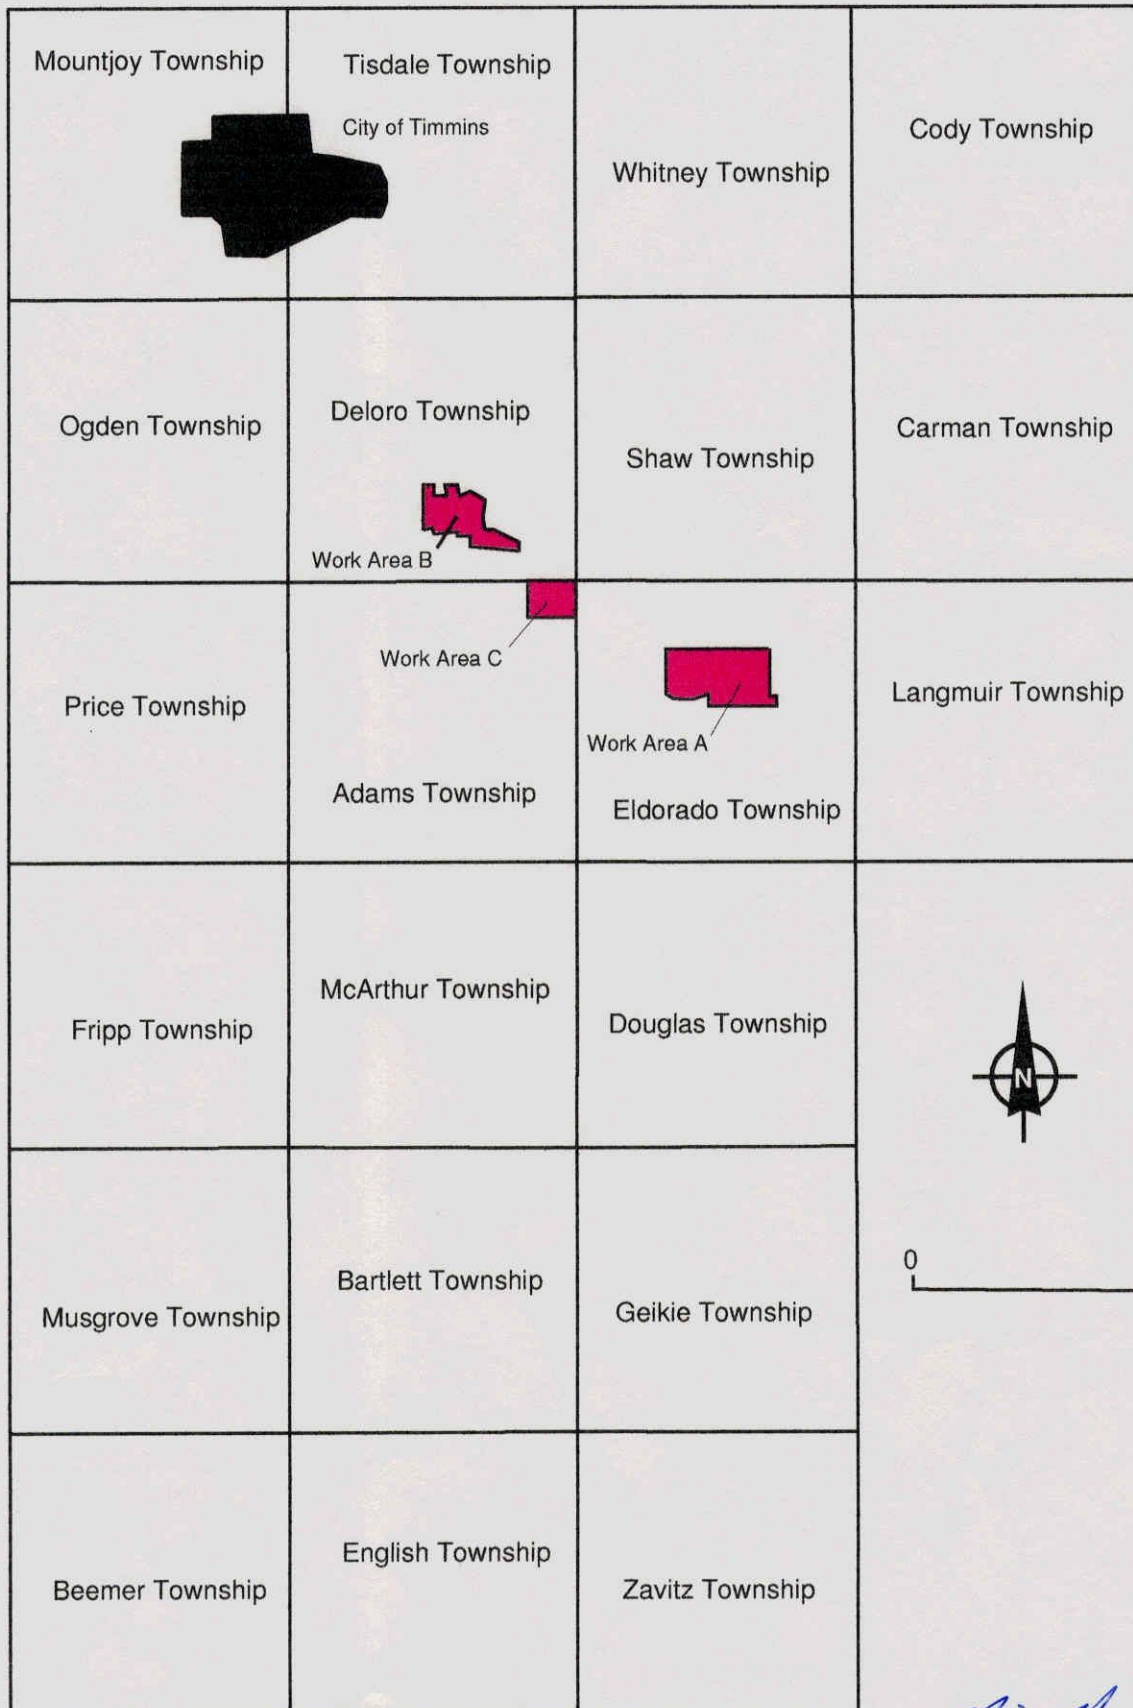 Mountjoy Township
Tisdale Township
City of Timmins
Whitney Township
Cody Township
Ogden Township
Deloro Township
Work Area B
Shaw Township
Carman Township
Price Township
Work Area C
Adams Township
Work Area A
Eldorado Township
Langmuir Township
Fripp Township
McArthur Township
Douglas Township
N
Musgrove Township
Bartlett Township
Geikie Township
0
Beemer Township
English Township
Zavitz Township